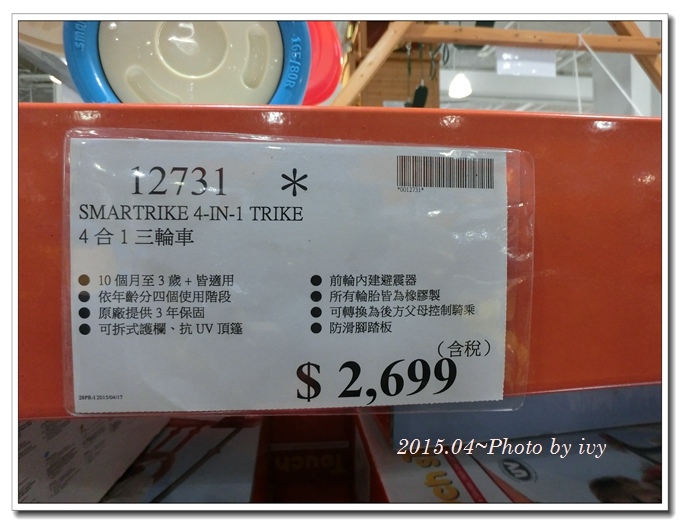 165/80R
12731 *
*0012731*
SMARTRIKE 4-IN-1 TRIKE
4 合 1 三輪車
● 10 個月至 3 歲 + 皆適用
● 依年齡分四個使用階段
● 原廠提供 3 年保固
● 可拆式護欄、抗 UV 頂篷
● 前輪內建避震器
● 所有輪胎皆為橡膠製
● 可轉換為後方父母控制騎乘
● 防滑腳踏板
(含稅)
$ 2,699
2015.04~Photo by ivy
Touch